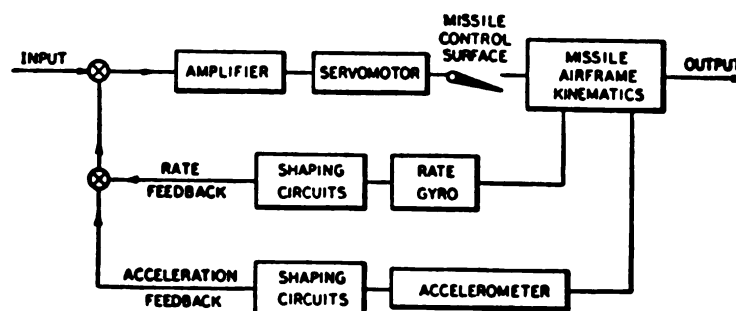 INPUT
AMPLIFIER
SERVOMOTOR
MISSILE
CONTROL
SURFACE
MISSILE
AIRFRAME
KINEMATICS
OUTPUT
RATE
FEEDBACK
SHAPING
CIRCUITS
RATE
GYRO
ACCELERATION
FEEDBACK
SHAPING
CIRCUITS
ACCELEROMETER